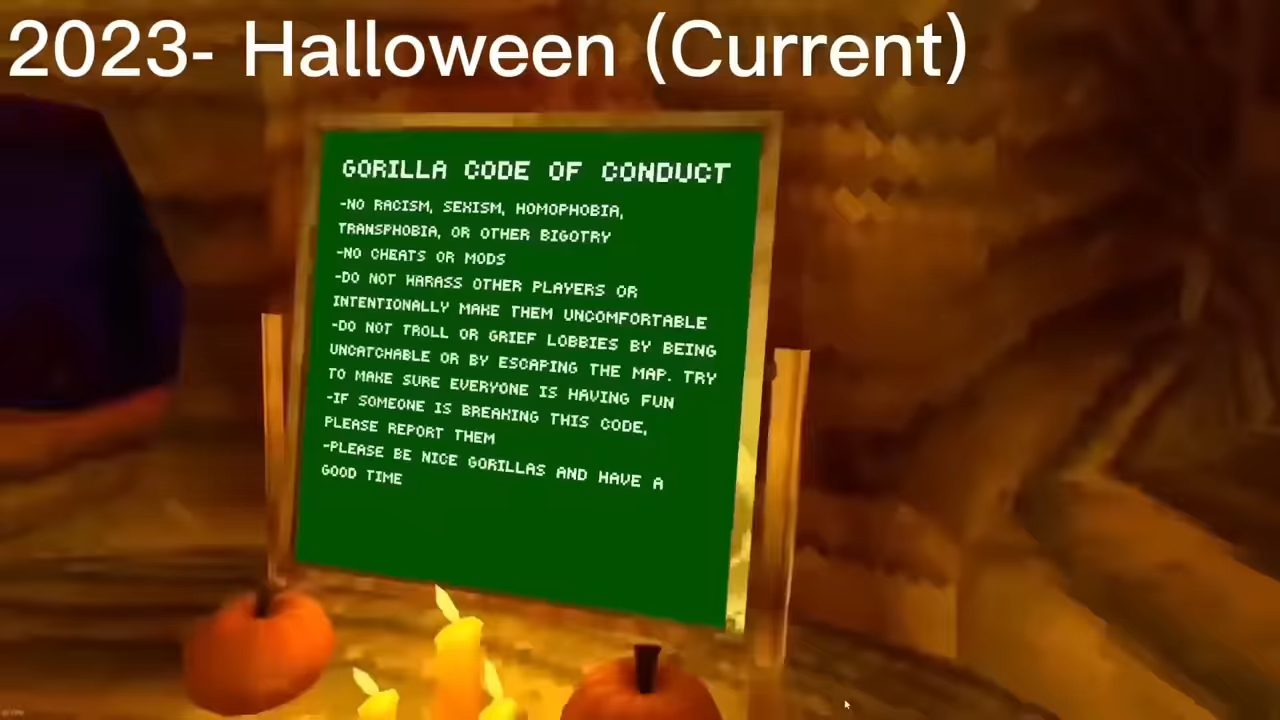 2023- Halloween (Current)
GORILLA CODE OF CONDUCT
-NO RACISM, SEXISM, HOMOPHOBIA,
TRANSPHOBIA, OR OTHER BIGOTRY
-NO CHEATS OR MODS
-DO NOT HARASS OTHER PLAYERS OR
INTENTIONALLY MAKE THEM UNCOMFORTABLE
-DO NOT TROLL OR GRIEF LOBBIES BY BEING
UNCATCHABLE OR BY ESCAPING THE MAP. TRY
TO MAKE SURE EVERYONE IS HAVING FUN
-IF SOMEONE IS BREAKING THIS CODE,
PLEASE REPORT THEM
-PLEASE BE NICE GORILLAS AND HAVE A
GOOD TIME